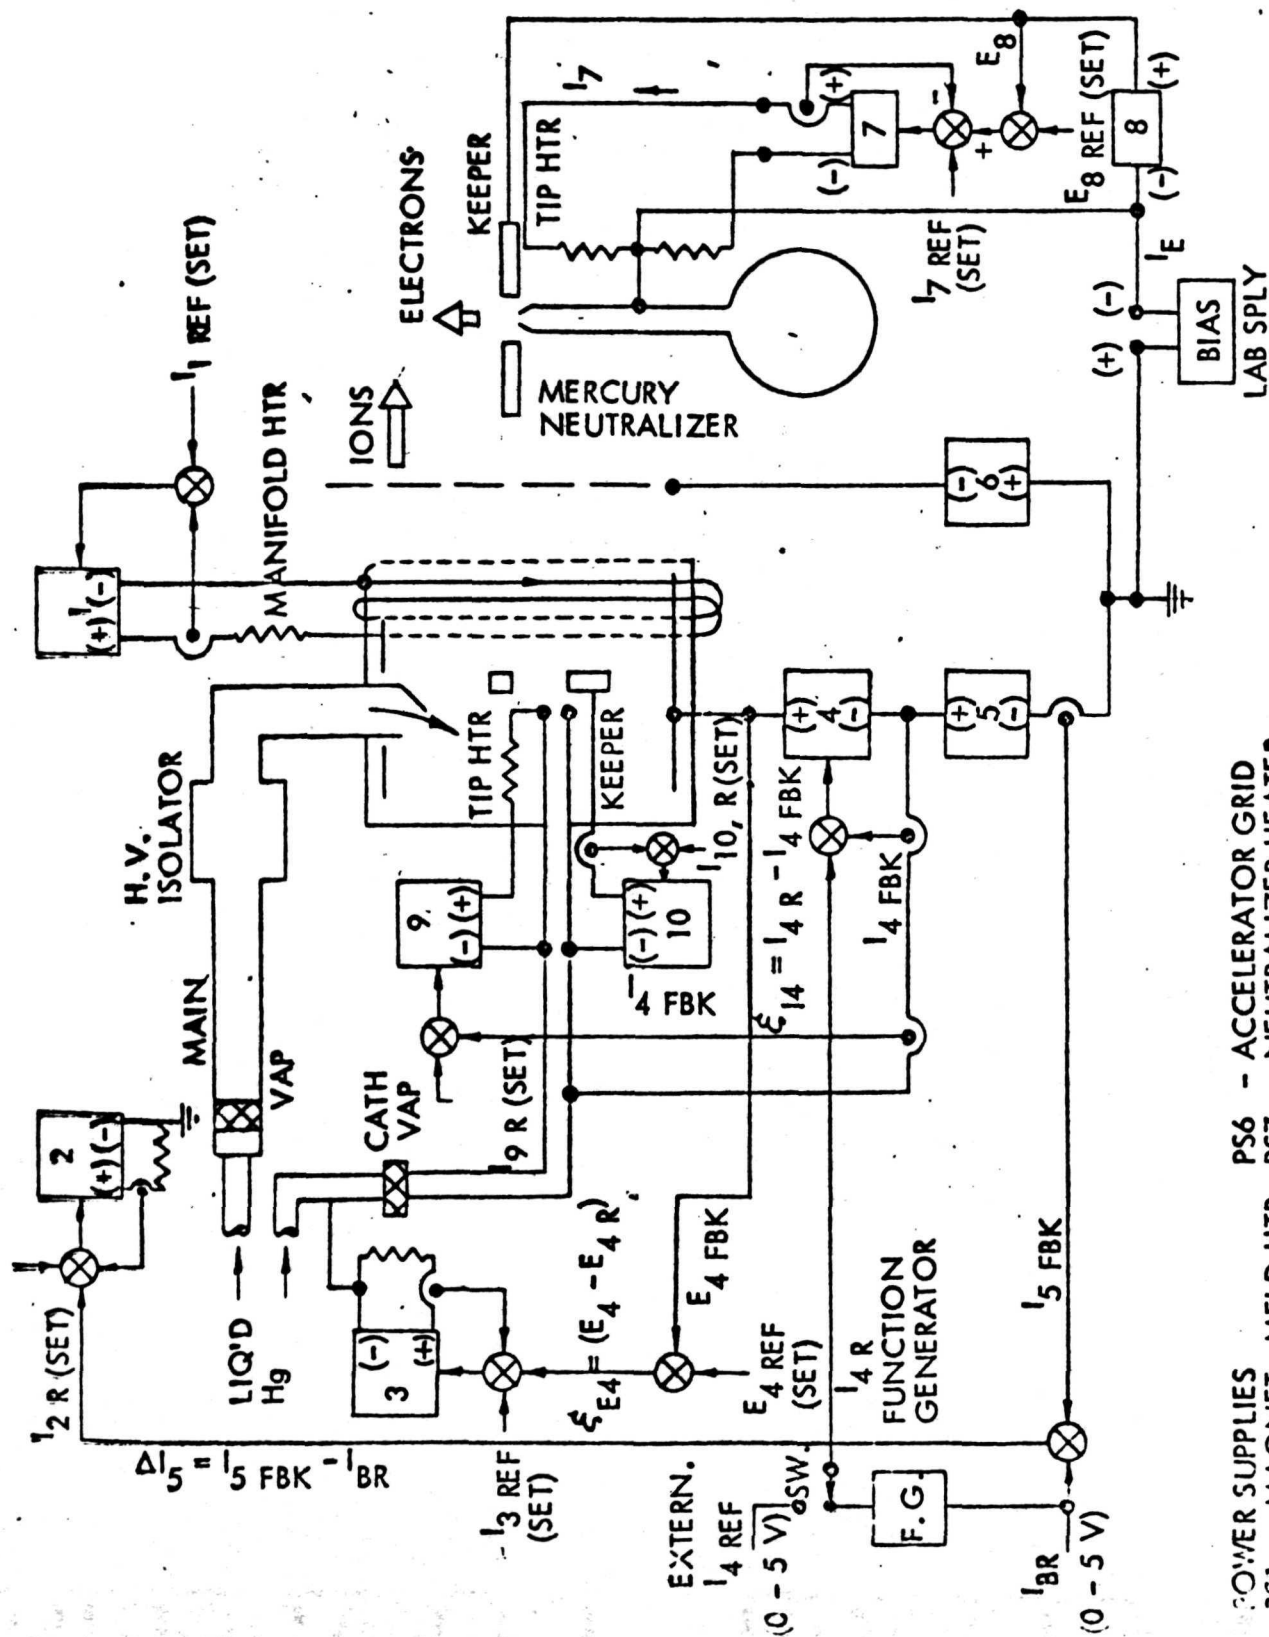 I1 REF (SET)
MANIFOLD HTR
1
(+) (-)
IONS
ELECTRONS
KEEPER
TIP HTR
I7
MERCURY
NEUTRALIZER
(-)
7
(+)
-
+
I7 REF
(SET)
E8
E8 REF (SET)
8
(-)
(+)
IE
(+) (-)
BIAS
LAB SPLY
(-)
6
(+)
H. V.
ISOLATOR
MAIN
VAP
2
(+) (-)
I2 R (SET)
LIQ'D
Hg
CATH
VAP
TIP HTR
KEEPER
9
(-) (+)
I9 R (SET)
(-) (+)
10
I10, R (SET)
I4 FBK
ξI4 = I4 R - I4 FBK
(+)
4
(-)
(+)
5
(-)
I4 FBK
(-)
3
(+)
I3 REF
(SET)
ξE4 = (E4 - E4 R)
E4 FBK
E4 REF
(SET)
I4 R
FUNCTION
GENERATOR
I5 FBK
ΔI5 = I5 FBK - IBR
EXTERN.
I4 REF
(0 - 5 V)
SW.
F. G.
IBR
(0 - 5 V)
POWER SUPPLIES
PS6 - ACCELERATOR GRID